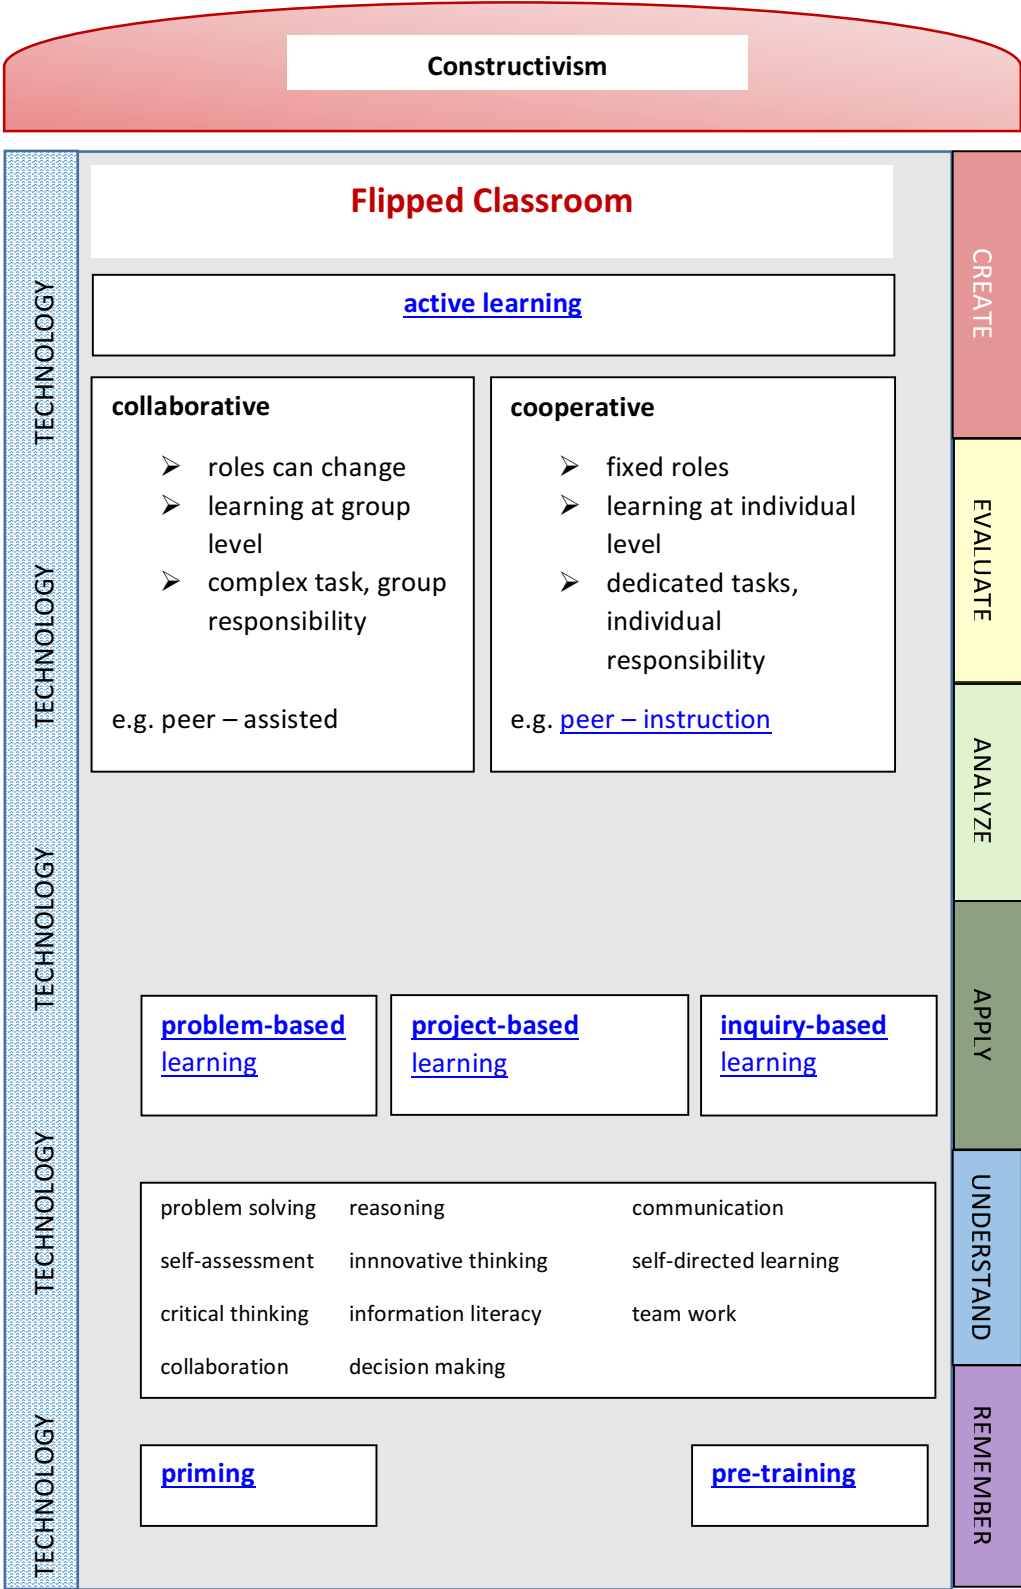 Constructivism
Flipped Classroom
active learning
collaborative
➢ roles can change
➢ learning at group
level
➢ complex task, group
responsibility
e.g. peer – assisted
cooperative
➢ fixed roles
➢ learning at individual
level
➢ dedicated tasks,
individual
responsibility
e.g. peer – instruction
problem-based
learning
project-based
learning
inquiry-based
learning
problem solving reasoning communication
self-assessment innnovative thinking self-directed learning
critical thinking information literacy team work
collaboration decision making
priming
pre-training
TECHNOLOGY
TECHNOLOGY
TECHNOLOGY
TECHNOLOGY
TECHNOLOGY
CREATE
EVALUATE
ANALYZE
APPLY
UNDERSTAND
REMEMBER